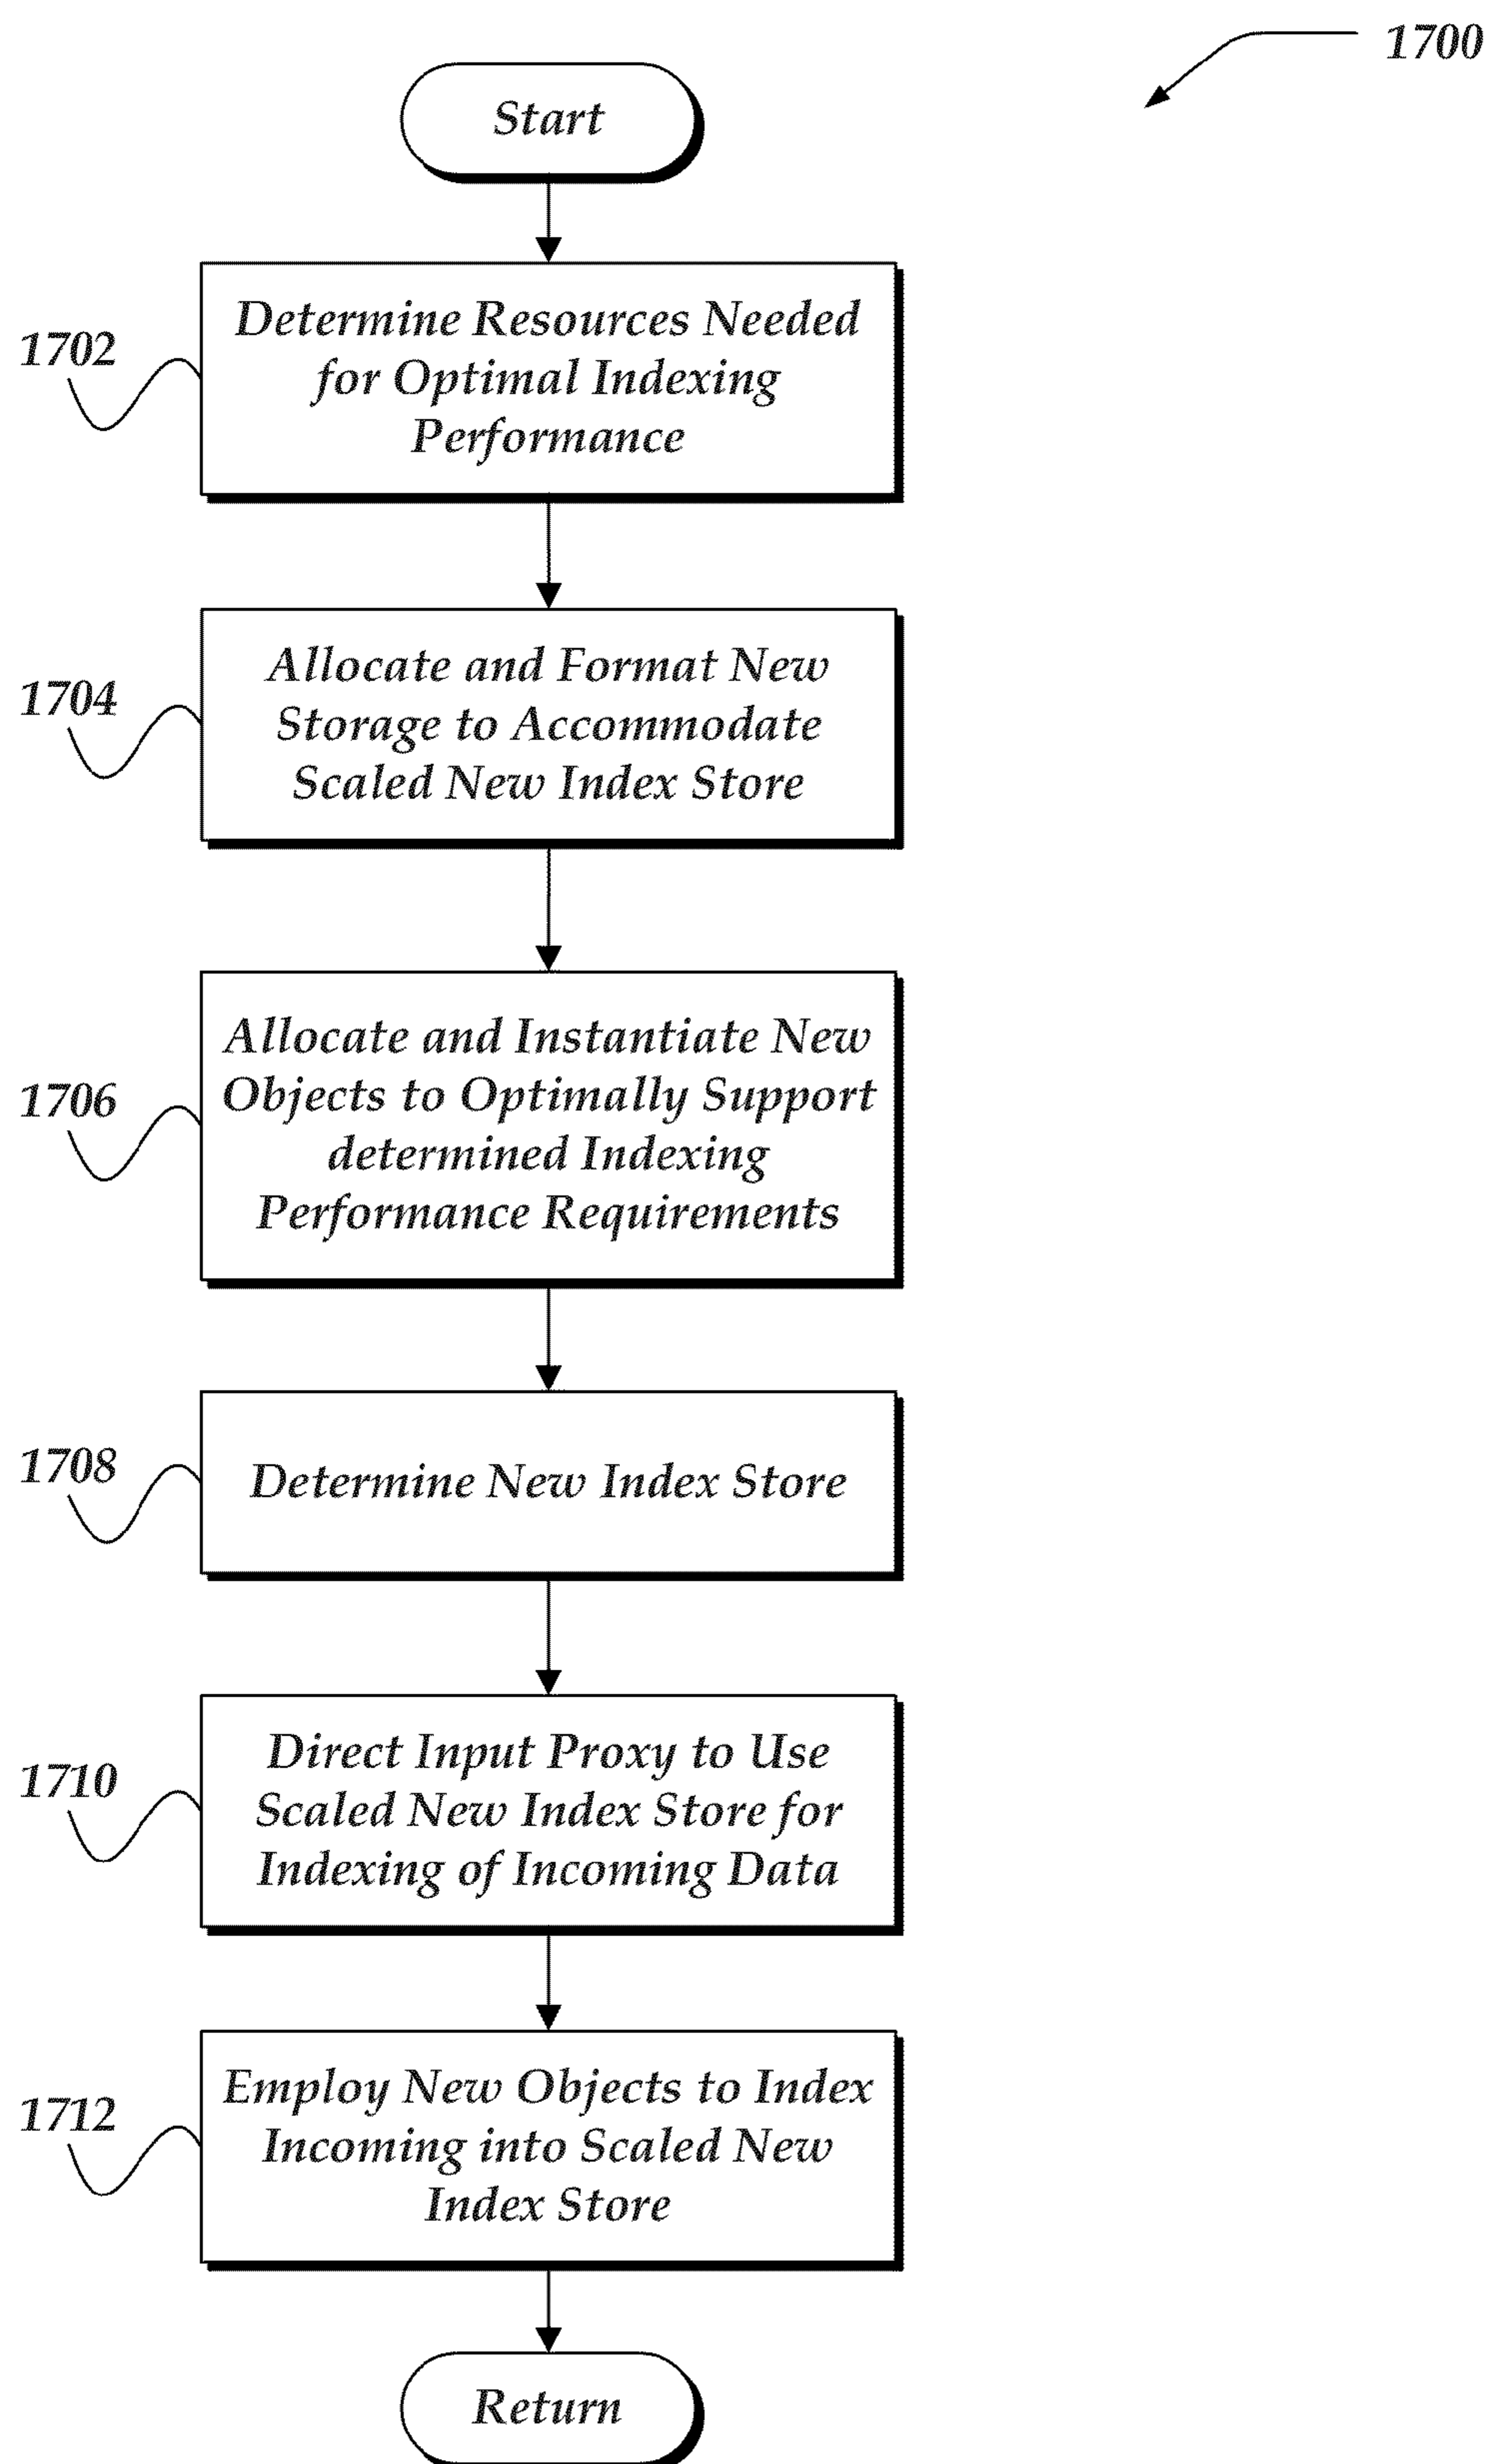 1700
Start
1702
Determine Resources Needed
for Optimal Indexing
Performance
1704
Allocate and Format New
Storage to Accommodate
Scaled New Index Store
1706
Allocate and Instantiate New
Objects to Optimally Support
determined Indexing
Performance Requirements
1708
Determine New Index Store
1710
Direct Input Proxy to Use
Scaled New Index Store for
Indexing of Incoming Data
1712
Employ New Objects to Index
Incoming into Scaled New
Index Store
Return